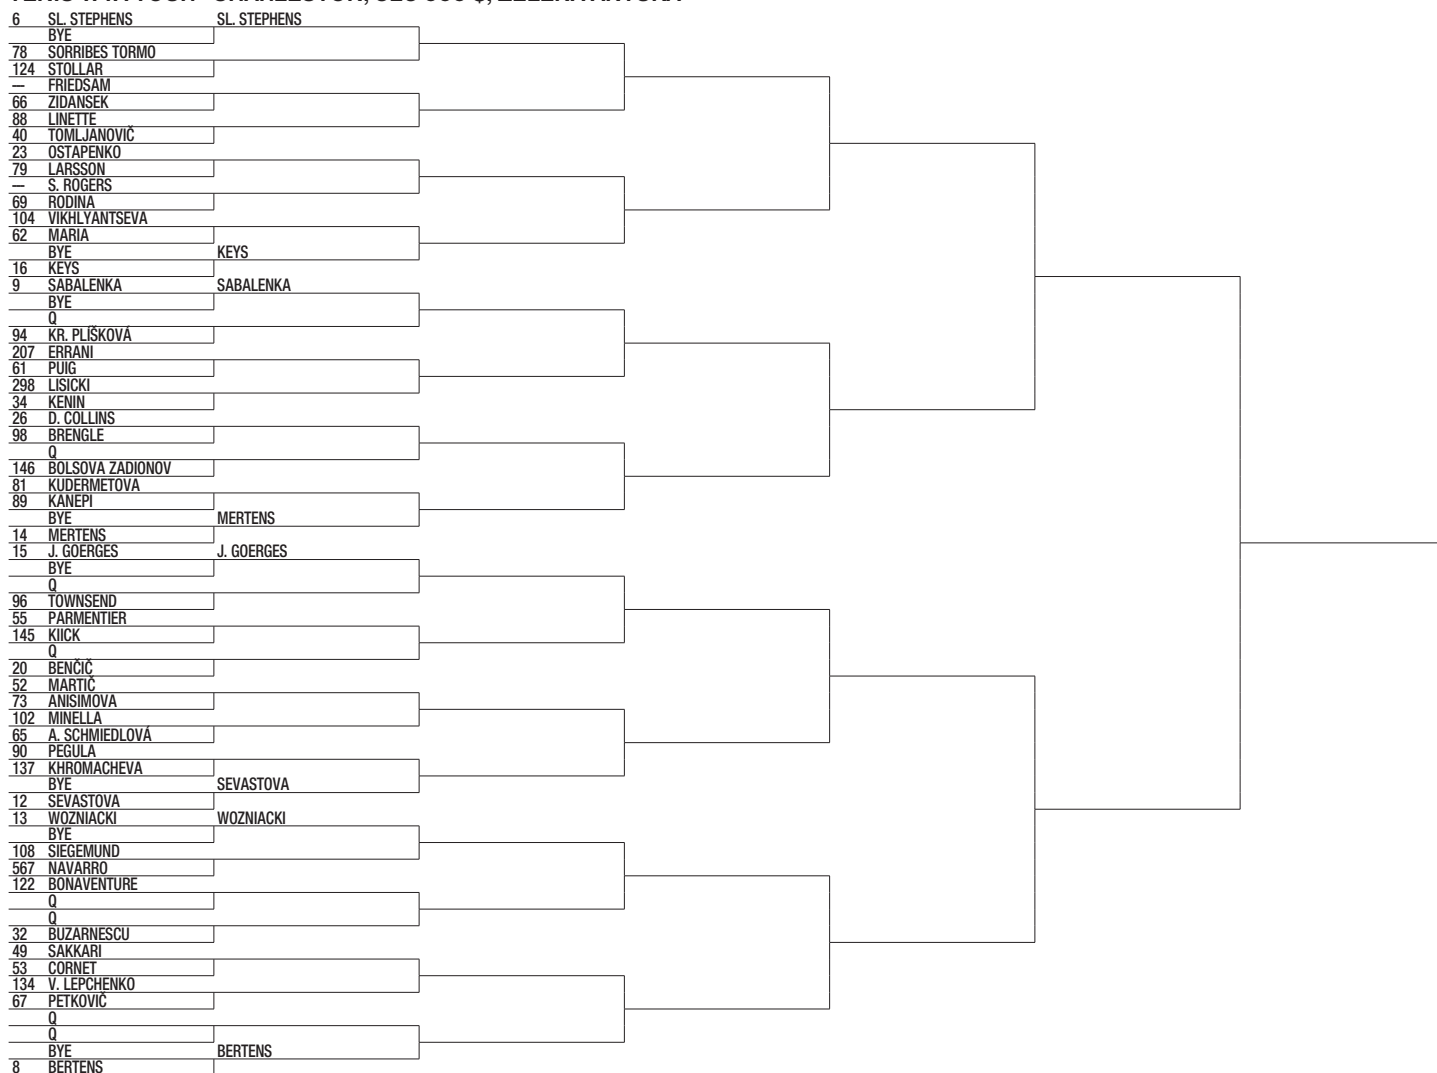 6 SL. STEPHENS SL. STEPHENS
BYE
78 SORRIBES TORMO
124 STOLLAR
— FRIEDSAM
66 ZIDANSEK
88 LINETTE
40 TOMLJANOVIČ
23 OSTAPENKO
79 LARSSON
— S. ROGERS
69 RODINA
104 VIKHLYANTSEVA
62 MARIA
BYE KEYS
16 KEYS
9 SABALENKA SABALENKA
BYE
Q
94 KR. PLÍŠKOVÁ
207 ERRANI
61 PUIG
298 LISICKI
34 KENIN
26 D. COLLINS
98 BRENGLE
Q
146 BOLSOVA ZADIONOV
81 KUDERMETOVA
89 KANEPI
BYE MERTENS
14 MERTENS
15 J. GOERGES J. GOERGES
BYE
Q
96 TOWNSEND
55 PARMENTIER
145 KIICK
Q
20 BENČIČ
52 MARTIČ
73 ANISIMOVA
102 MINELLA
65 A. SCHMIEDLOVÁ
90 PEGULA
137 KHROMACHEVA
BYE SEVASTOVA
12 SEVASTOVA
13 WOZNIACKI WOZNIACKI
BYE
108 SIEGEMUND
567 NAVARRO
122 BONAVENTURE
Q
Q
32 BUZARNESCU
49 SAKKARI
53 CORNET
134 V. LEPCHENKO
67 PETKOVIČ
Q
Q
BYE BERTENS
8 BERTENS